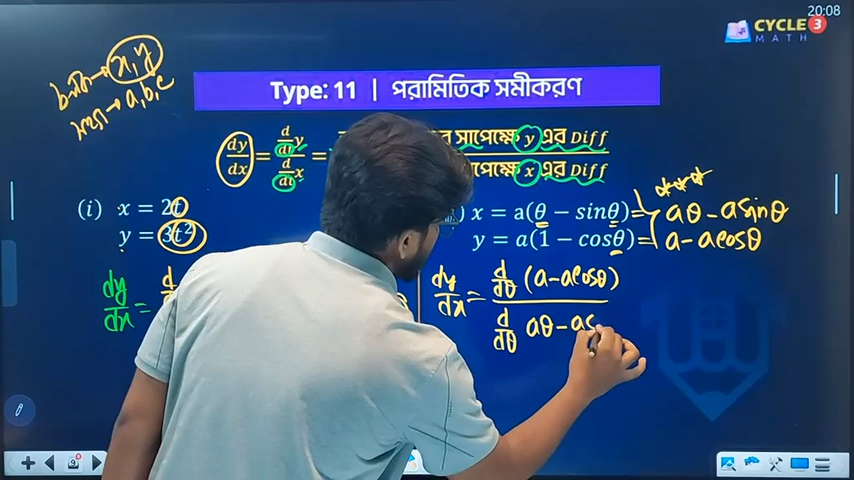 20:08
CYCLE 3
MATH
Type: 11 | পরামিতিক সমীকরণ
চলক → x, y
সংখ্যা → a, b, c
dy/dx = d/dt y / d/dt x =
সাপেক্ষে y এর Diff
পেক্ষে x এর Diff
(i) x = 2t
y = 3t²
x = a(θ − sinθ) = aθ − a sinθ
y = a(1 − cosθ) = a − a cosθ
dy/dx =
dy/dx = d/dθ (a − a cosθ) / d/dθ aθ − as